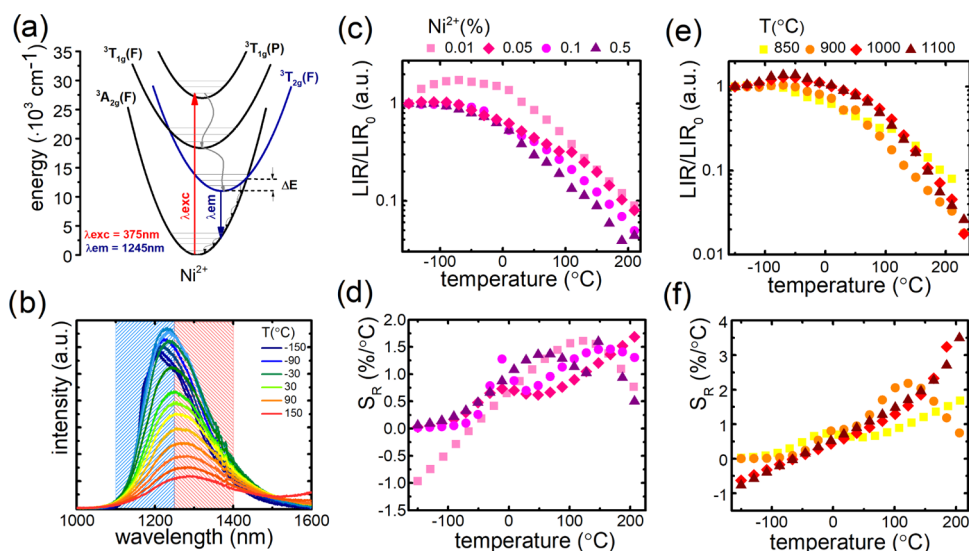 (a)
³T₁g(F)
³T₁g(P)
³T₂g(F)
³A₂g(F)
energy (·10³ cm⁻¹)
35
30
25
20
15
10
5
0
ΔE
λexc
λem
λexc = 375nm
λem = 1245nm
Ni²⁺
(b)
intensity (a.u.)
T(°C)
-150
-90
-30
30
90
150
1000 1200 1400 1600
wavelength (nm)
(c)
Ni²⁺(%)
0.01 0.05 0.1 0.5
LIR/LIR₀ (a.u.)
1
0.1
-100 0 100 200
temperature (°C)
(d)
S_R (%/°C)
2.0
1.5
1.0
0.5
0.0
-0.5
-1.0
-1.5
-100 0 100 200
temperature (°C)
(e)
T(°C)
850 900 1000 1100
LIR/LIR₀ (a.u.)
1
0.1
0.01
-100 0 100 200
temperature (°C)
(f)
S_R (%/°C)
4
3
2
1
0
-1
-100 0 100 200
temperature (°C)